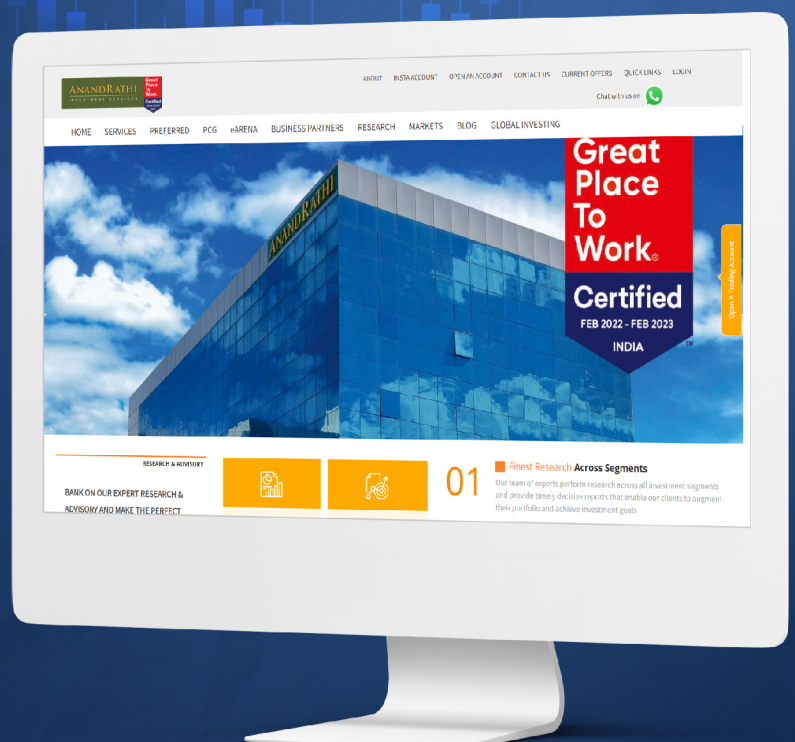 ANANDRATHI
INVESTMENT SERVICES
Great
Place
To
Work.
Certified
ABOUT INSTA ACCOUNT OPEN AN ACCOUNT CONTACT US CURRENT OFFERS QUICK LINKS LOGIN
Chat with us on
HOME SERVICES PREFERRED PCG eARENA BUSINESS PARTNERS RESEARCH MARKETS BLOG GLOBAL INVESTING
ANANDRATHI
Great
Place
To
Work®
Certified
FEB 2022 - FEB 2023
INDIA
TM
Open A Trading Account
RESEARCH & ADVISORY
BANK ON OUR EXPERT RESEARCH &
ADVISORY AND MAKE THE PERFECT
01
Finest Research Across Segments
Our team of experts perform research across all investment segments
and provide timely decisive reports that enable our clients to augment
their portfolio and achieve investment goals